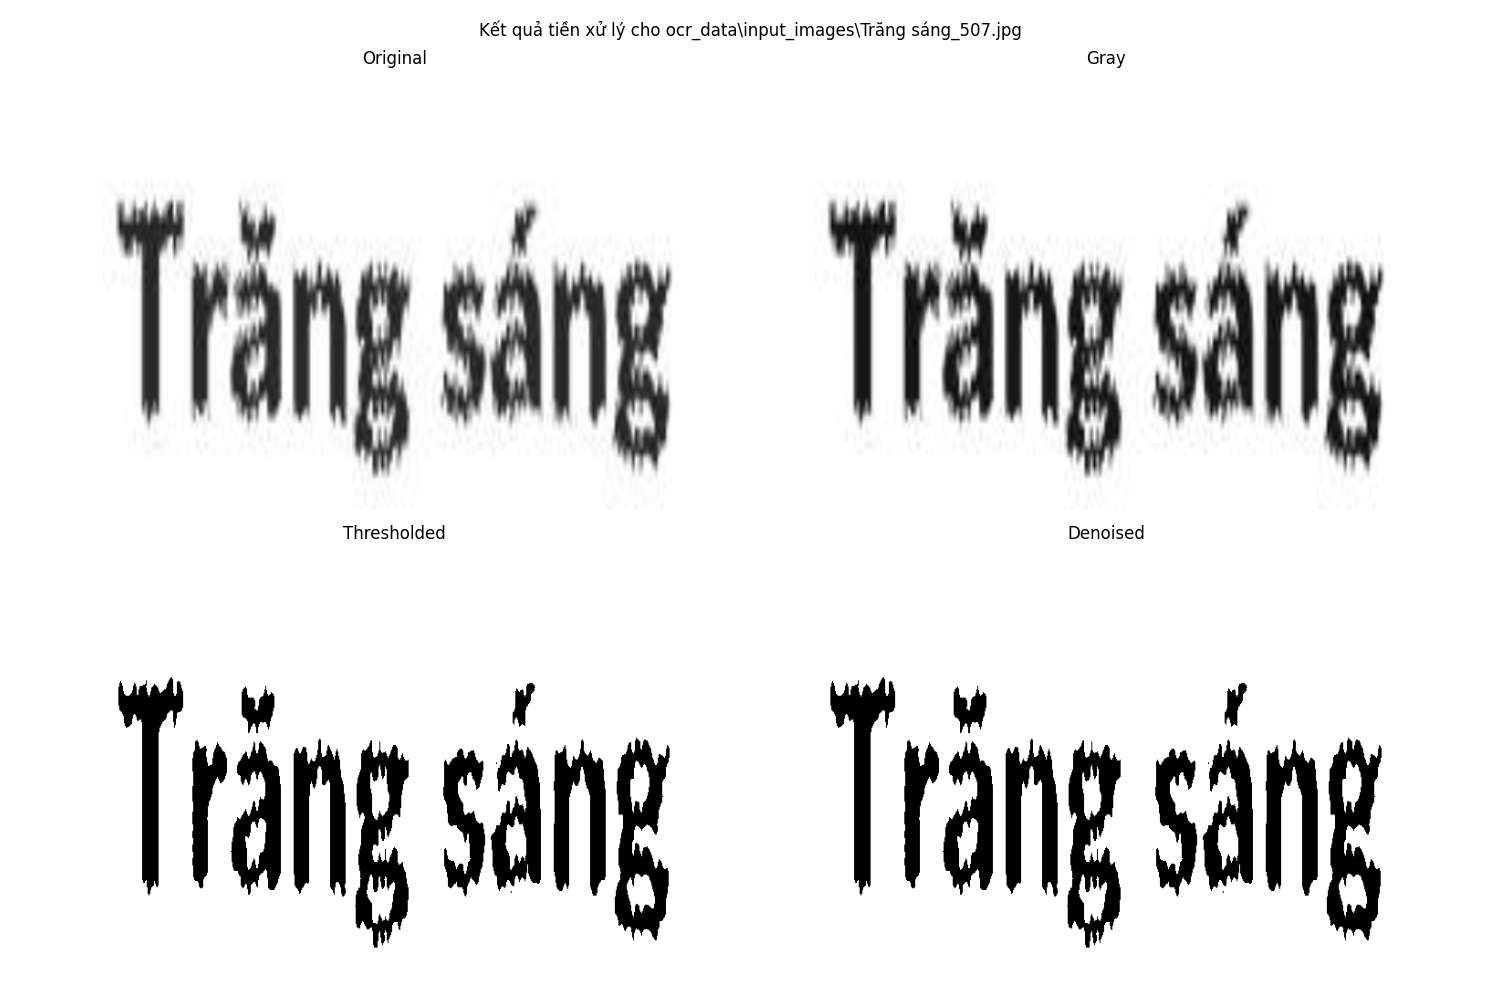 Kết quả tiền xử lý cho ocr_data\input_images\Trăng sáng_507.jpg
Original
Gray
Trăng sáng
Trăng sáng
Thresholded
Denoised
Trăng sáng
Trăng sáng